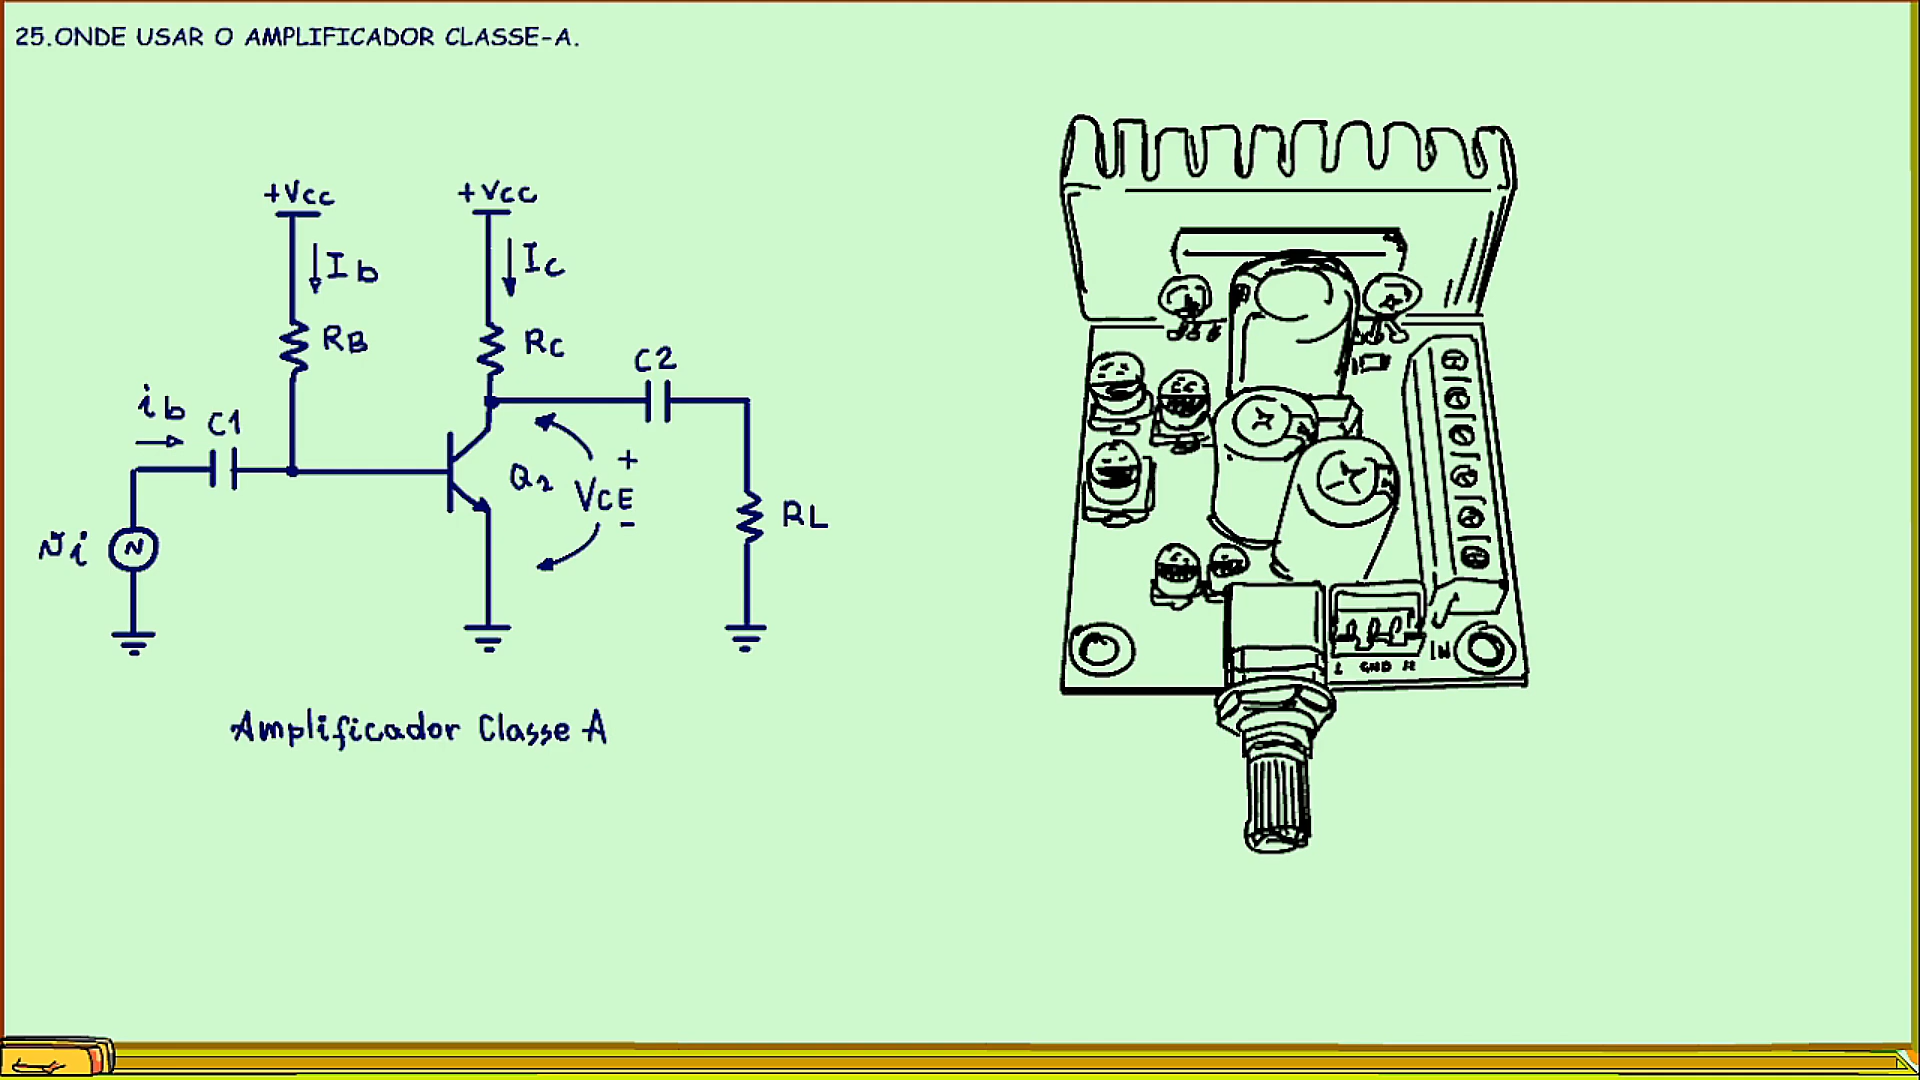 25.ONDE USAR O AMPLIFICADOR CLASSE-A.
+Vcc
+Vcc
Ib
Ic
RB
Rc
C2
ib
C1
+
VCE
-
RL
vi
L GND R IN
Amplificador Classe A